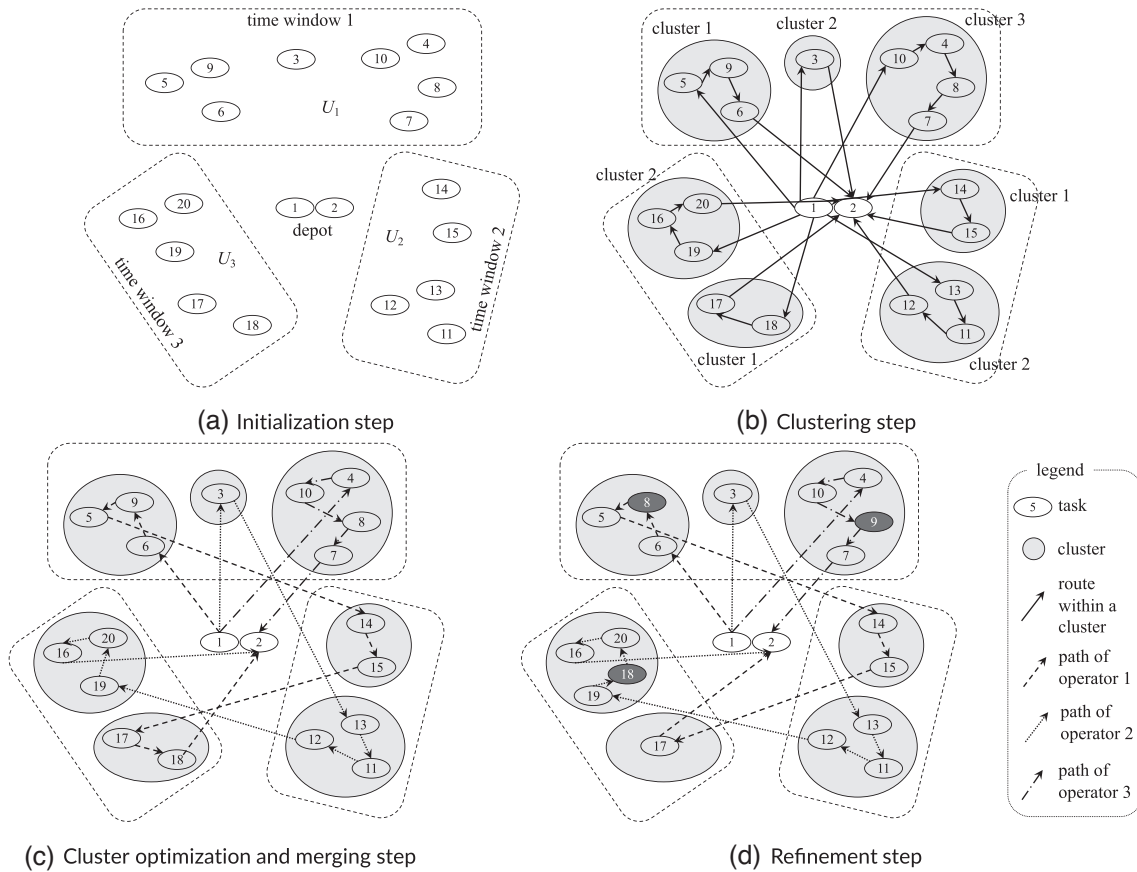 time window 1
4
3
10
9
5
8
6
U1
7
14
20
16
1 2
depot
U2
15
19
U3
13
12
17
11
18
time window 2
time window 3
(a) Initialization step
cluster 1
cluster 2
cluster 3
4
10
3
9
5
8
6
7
cluster 2
14
cluster 1
20
1 2
16
15
19
13
17
12
18
11
cluster 1
cluster 2
(b) Clustering step
4
10
3
9
5
8
6
7
14
20
1 2
16
15
19
13
17
12
18
11
(c) Cluster optimization and merging step
4
10
3
8
5
9
6
7
14
20
1 2
16
15
18
19
13
12
17
11
(d) Refinement step
legend
5 task
cluster
route
within a
cluster
path of
operator 1
path of
operator 2
path of
operator 3